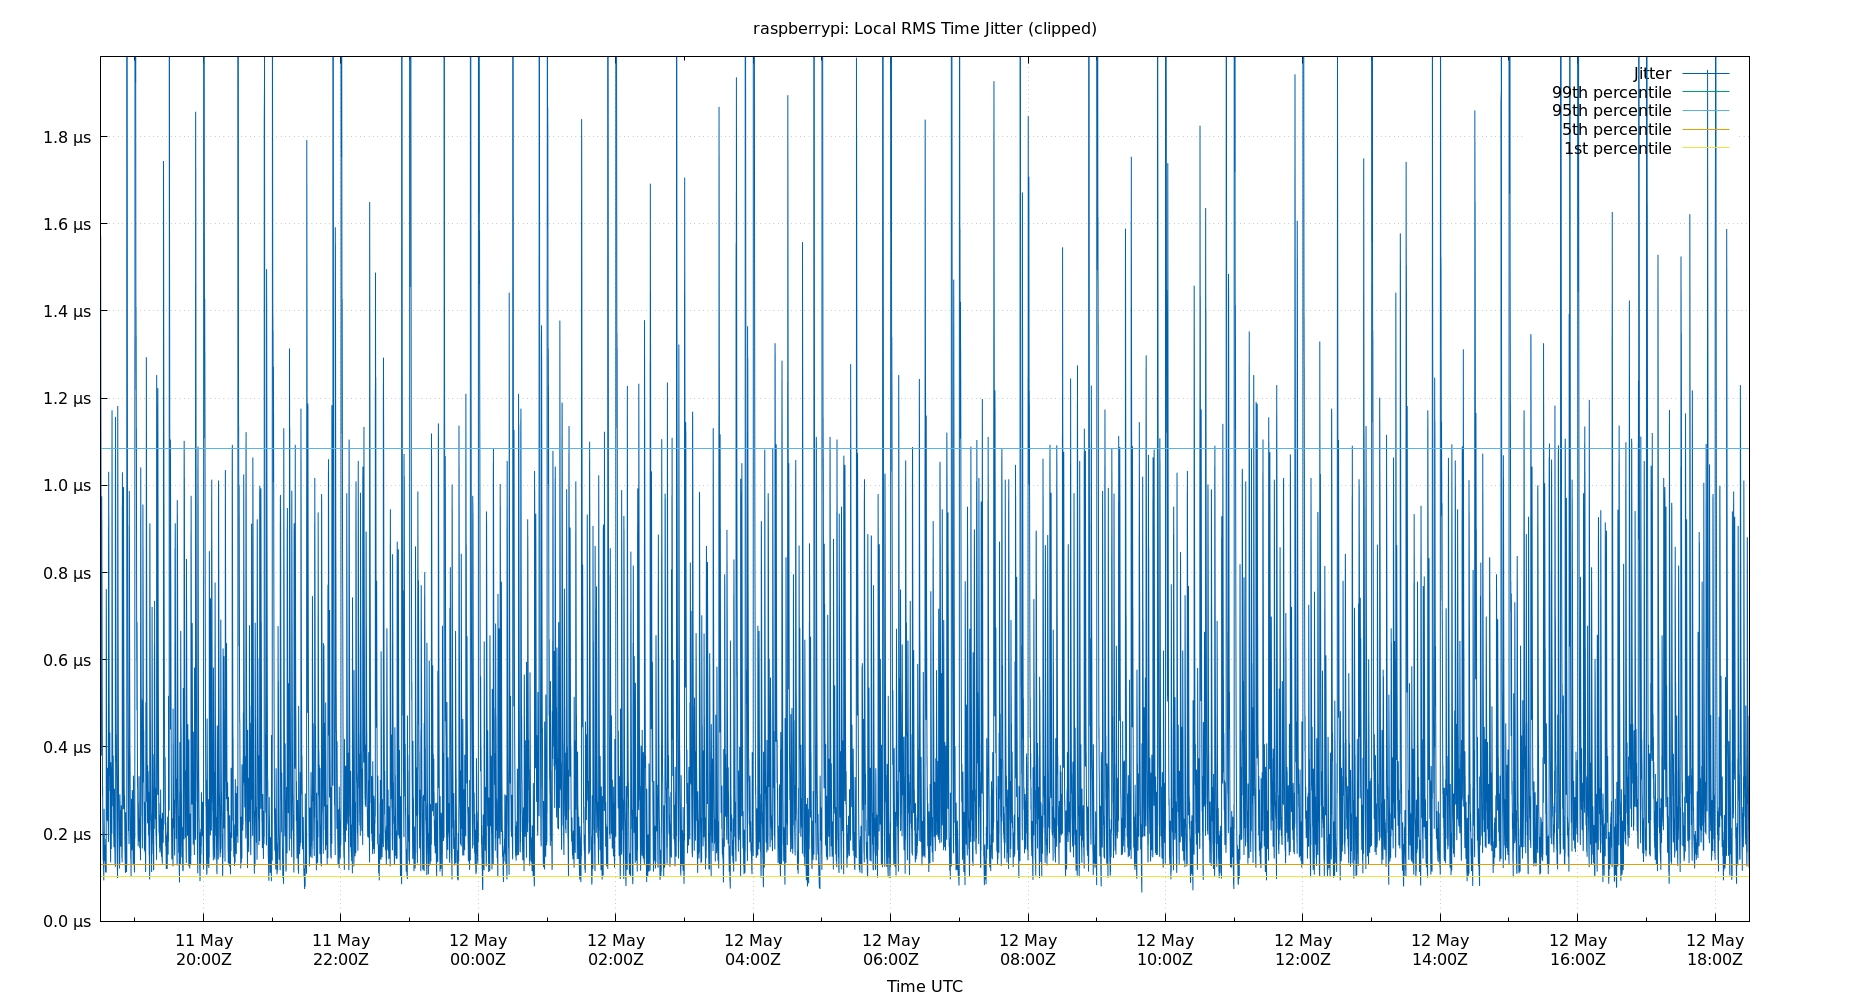 raspberrypi: Local RMS Time Jitter (clipped)
Jitter
99th percentile
95th percentile
5th percentile
1st percentile
1.8 µs
1.6 µs
1.4 µs
1.2 µs
1.0 µs
0.8 µs
0.6 µs
0.4 µs
0.2 µs
0.0 µs
11 May 11 May 12 May 12 May 12 May 12 May 12 May 12 May 12 May 12 May 12 May 12 May
20:00Z 22:00Z 00:00Z 02:00Z 04:00Z 06:00Z 08:00Z 10:00Z 12:00Z 14:00Z 16:00Z 18:00Z
Time UTC